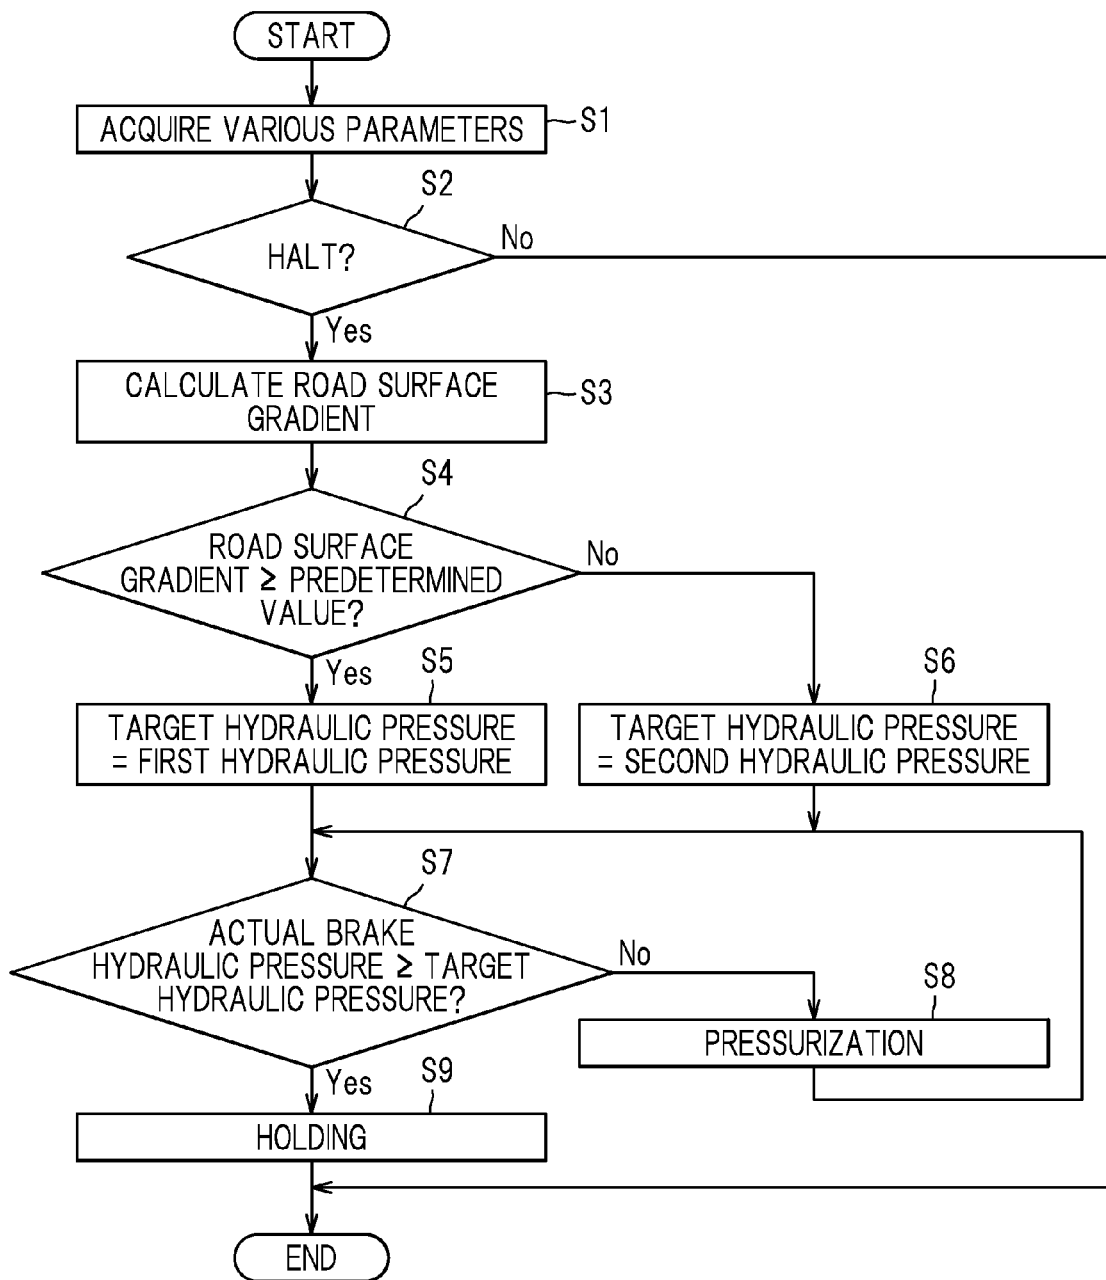 START
ACQUIRE VARIOUS PARAMETERS
S1
S2
HALT?
No
Yes
CALCULATE ROAD SURFACE
GRADIENT
S3
S4
ROAD SURFACE
GRADIENT ≥ PREDETERMINED
VALUE?
No
Yes
S5
TARGET HYDRAULIC PRESSURE
= FIRST HYDRAULIC PRESSURE
S6
TARGET HYDRAULIC PRESSURE
= SECOND HYDRAULIC PRESSURE
S7
ACTUAL BRAKE
HYDRAULIC PRESSURE ≥ TARGET
HYDRAULIC PRESSURE?
No
S8
PRESSURIZATION
Yes
S9
HOLDING
END